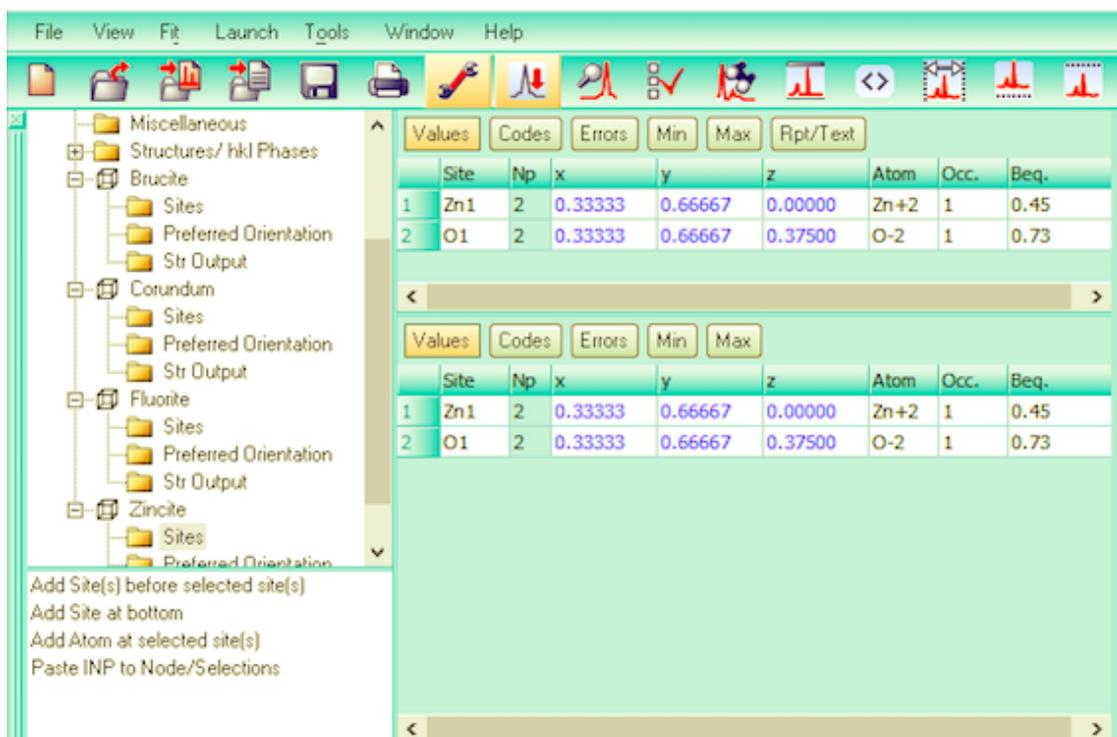 File View Fit Launch Tools Window Help
Miscellaneous
Structures/ hkl Phases
Brucite
Sites
Preferred Orientation
Str Output
Corundum
Sites
Preferred Orientation
Str Output
Fluorite
Sites
Preferred Orientation
Str Output
Zincite
Sites
Preferred Orientation
Add Site(s) before selected site(s)
Add Site at bottom
Add Atom at selected site(s)
Paste INP to Node/Selections
Values Codes Errors Min Max Rpt/Text
Site Np x y z Atom Occ. Beq.
1 Zn1 2 0.33333 0.66667 0.00000 Zn+2 1 0.45
2 O1 2 0.33333 0.66667 0.37500 O-2 1 0.73
Values Codes Errors Min Max
Site Np x y z Atom Occ. Beq.
1 Zn1 2 0.33333 0.66667 0.00000 Zn+2 1 0.45
2 O1 2 0.33333 0.66667 0.37500 O-2 1 0.73